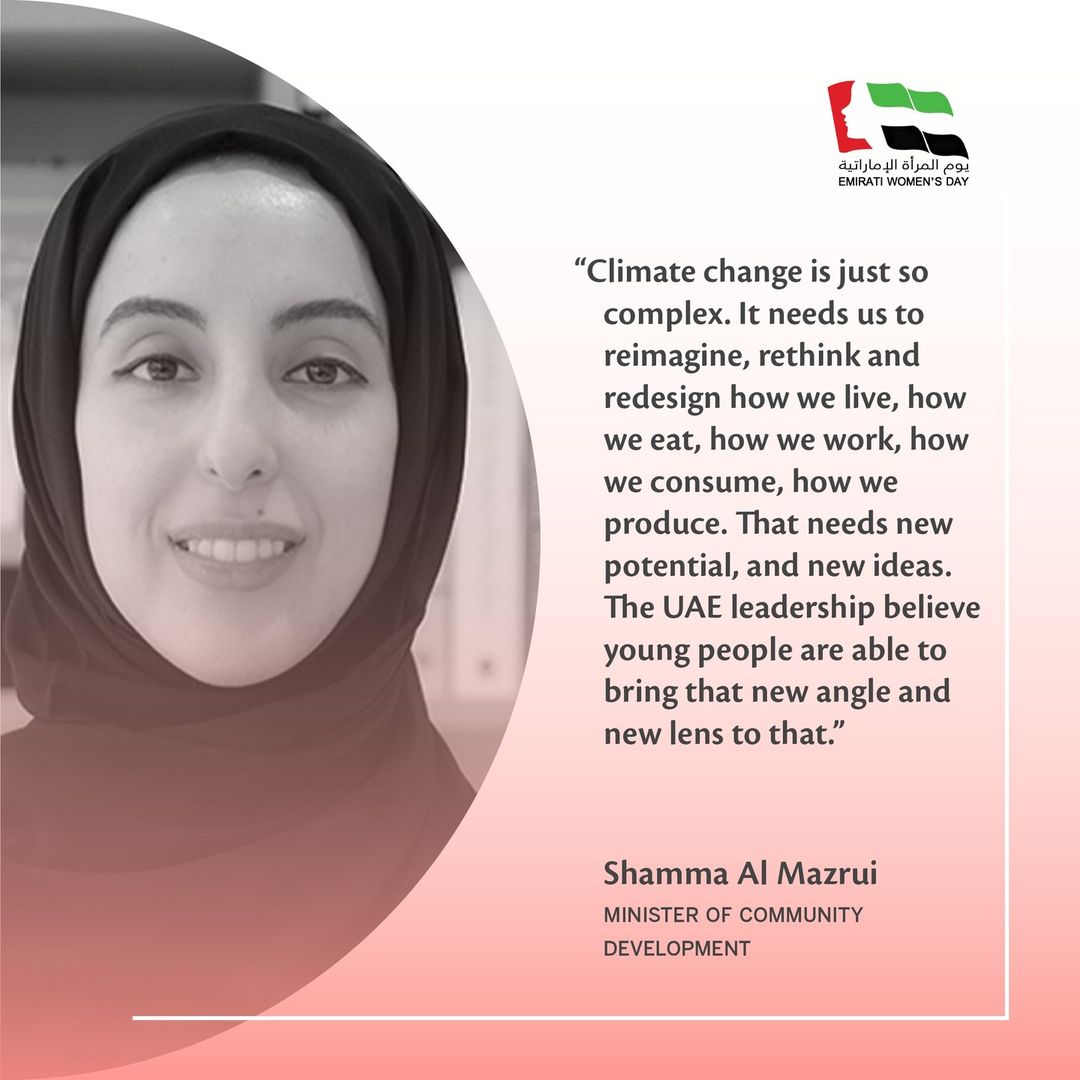 يوم المرأة الإماراتية
EMIRATI WOMEN'S DAY
“Climate change is just so
complex. It needs us to
reimagine, rethink and
redesign how we live, how
we eat, how we work, how
we consume, how we
produce. That needs new
potential, and new ideas.
The UAE leadership believe
young people are able to
bring that new angle and
new lens to that.”
Shamma Al Mazrui
MINISTER OF COMMUNITY
DEVELOPMENT